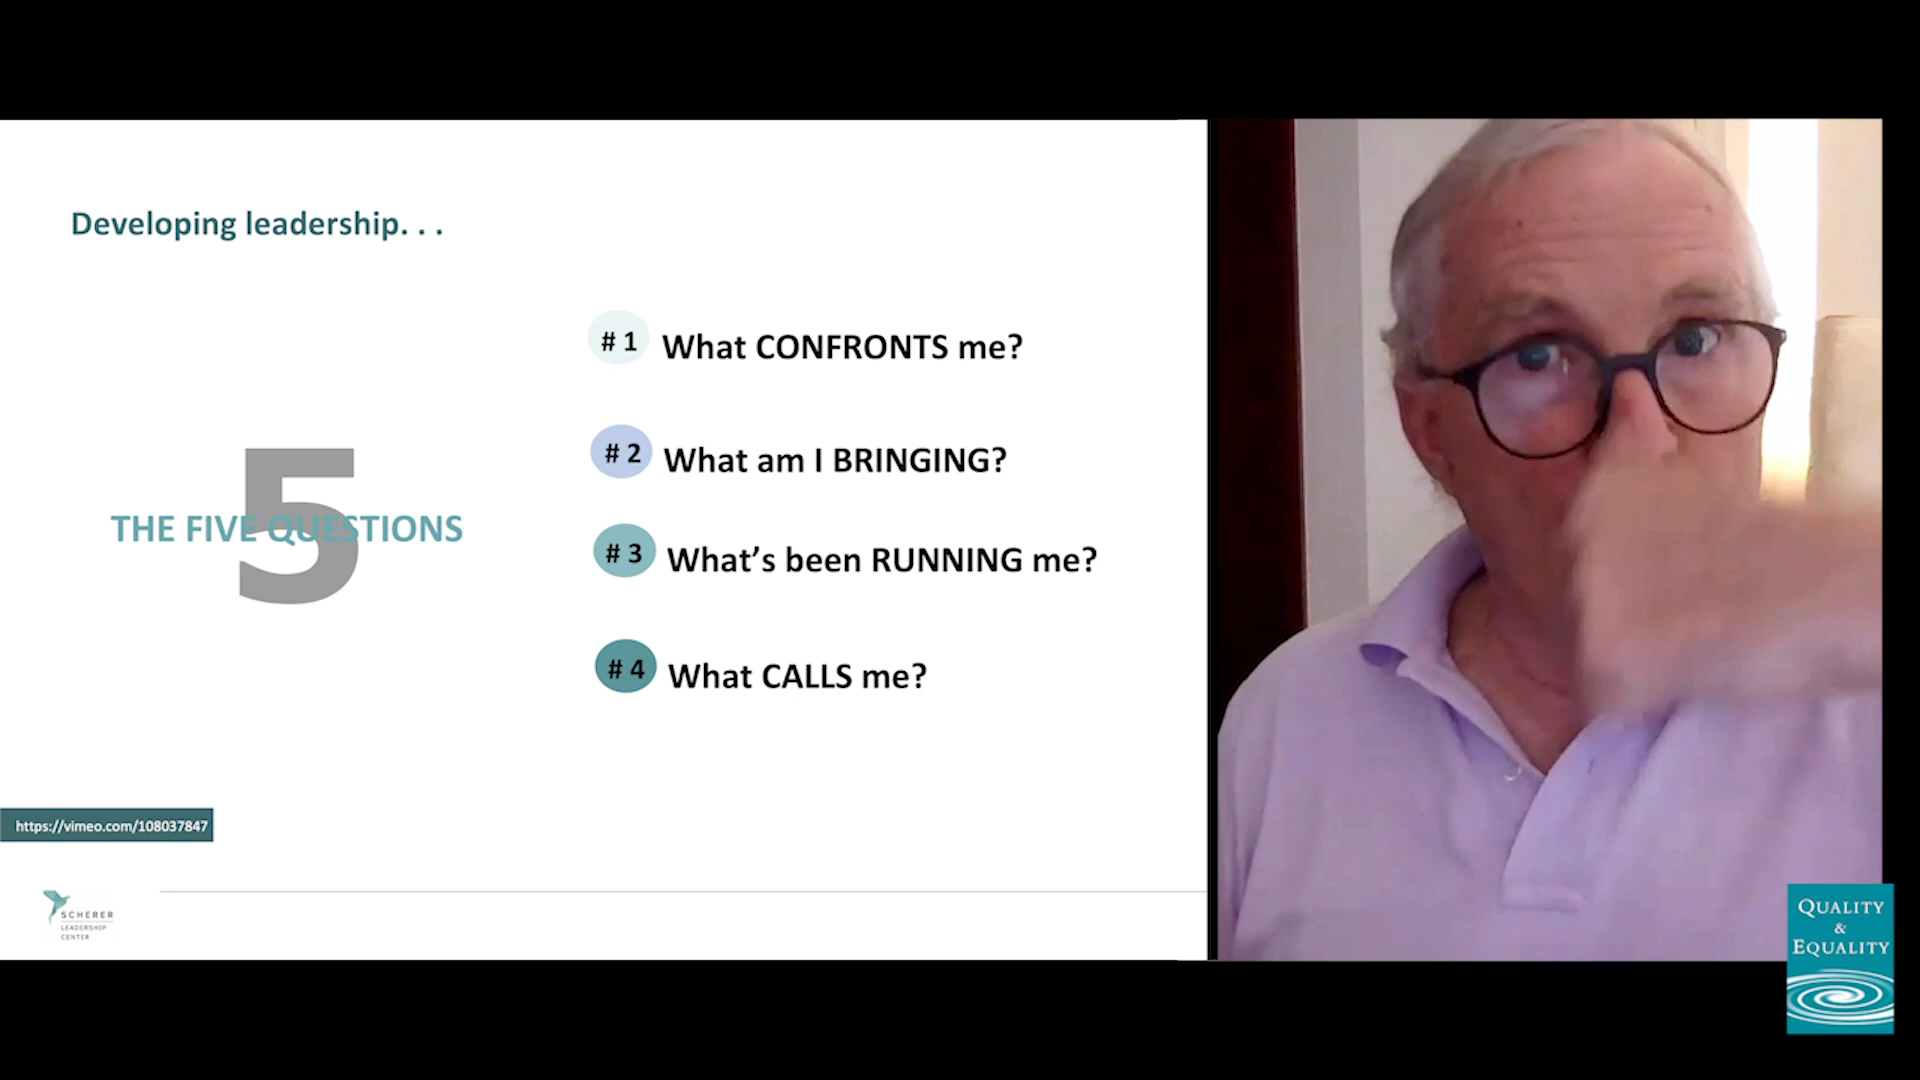 Developing leadership. . .
5
THE FIVE QUESTIONS
# 1 What CONFRONTS me?
# 2 What am I BRINGING?
# 3 What’s been RUNNING me?
# 4 What CALLS me?
https://vimeo.com/108037847
SCHERER
LEADERSHIP
CENTER
QUALITY
&
EQUALITY